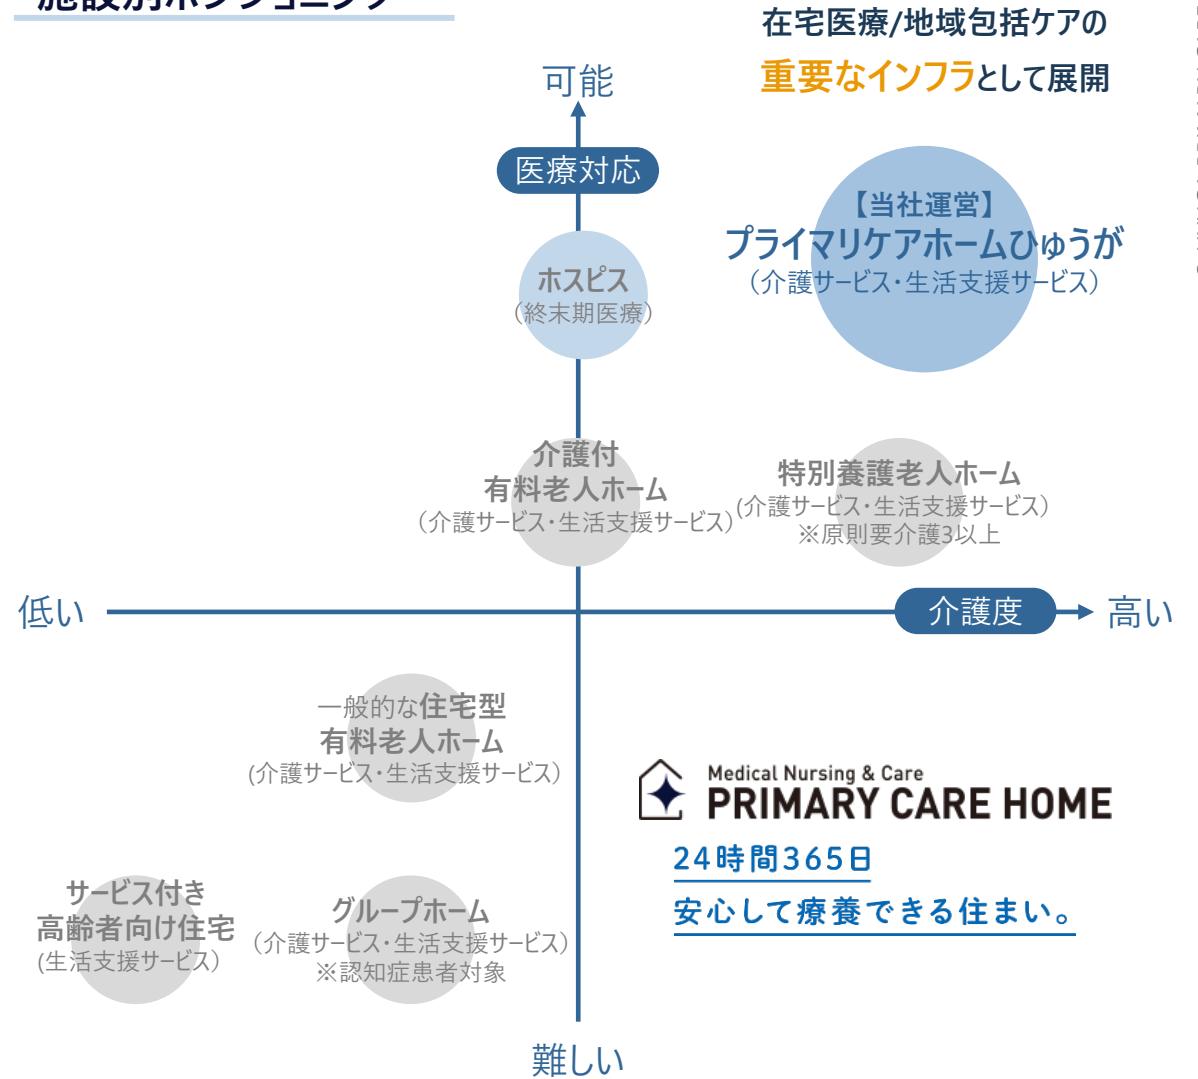 施設別ポジショニング
在宅医療/地域包括ケアの
重要なインフラとして展開
可能
医療対応
【当社運営】
プライマリケアホームひゅうが
（介護サービス・生活支援サービス）
ホスピス
（終末期医療）
介護付
有料老人ホーム
（介護サービス・生活支援サービス）
特別養護老人ホーム
(介護サービス・生活支援サービス）
※原則要介護3以上
低い
介護度
高い
一般的な住宅型
有料老人ホーム
(介護サービス・生活支援サービス）
Medical Nursing & Care
PRIMARY CARE HOME
24時間365日
安心して療養できる住まい。
サービス付き
高齢者向け住宅
(生活支援サービス）
グループホーム
（介護サービス・生活支援サービス）
※認知症患者対象
難しい